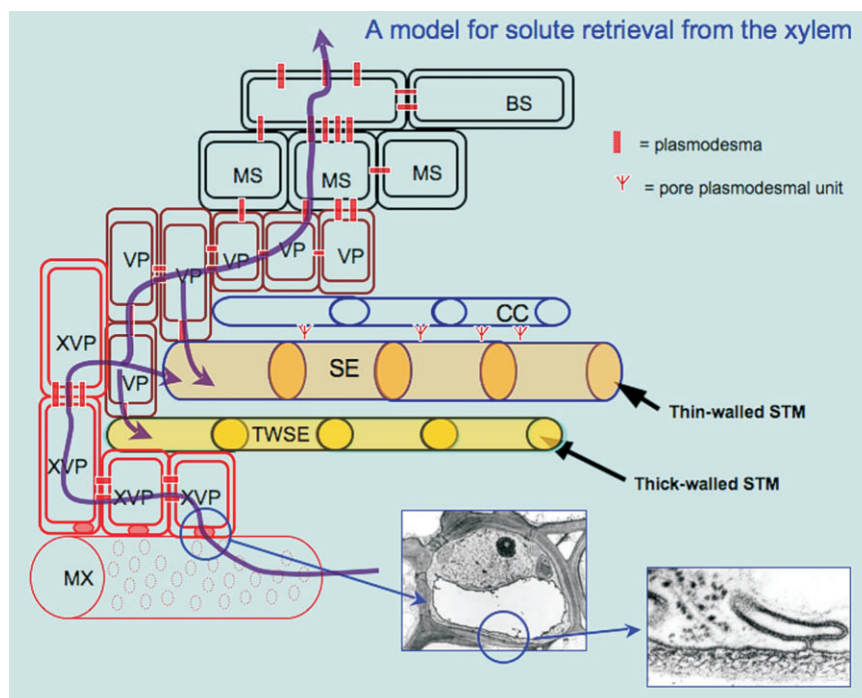 A model for solute retrieval from the xylem
BS
= plasmodesma
MS
MS
MS
= pore plasmodesmal unit
VP
VP
VP
VP
VP
CC
XVP
SE
VP
Thin-walled STM
TWSE
Thick-walled STM
XVP
XVP
XVP
MX